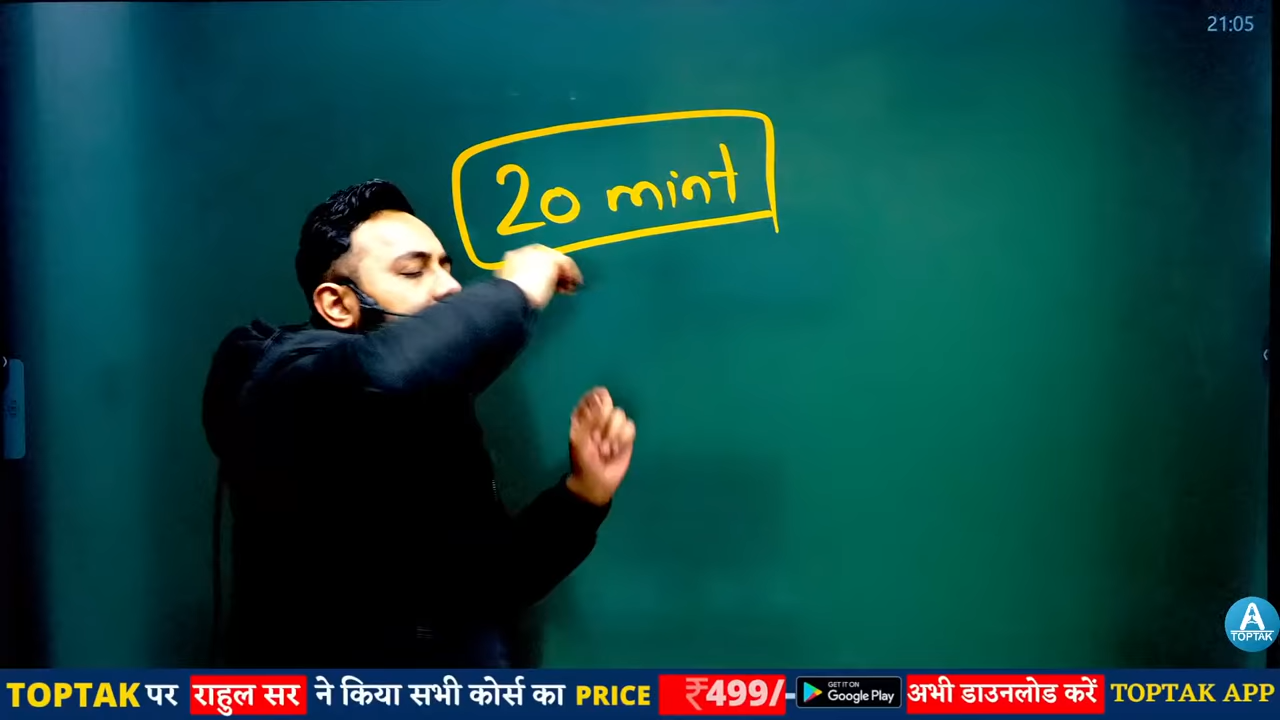 21:05
20 mint
A
TOPTAK
TOPTAK पर राहुल सर ने किया सभी कोर्स का PRICE ₹499/- GET IT ON Google Play अभी डाउनलोड करें TOPTAK APP